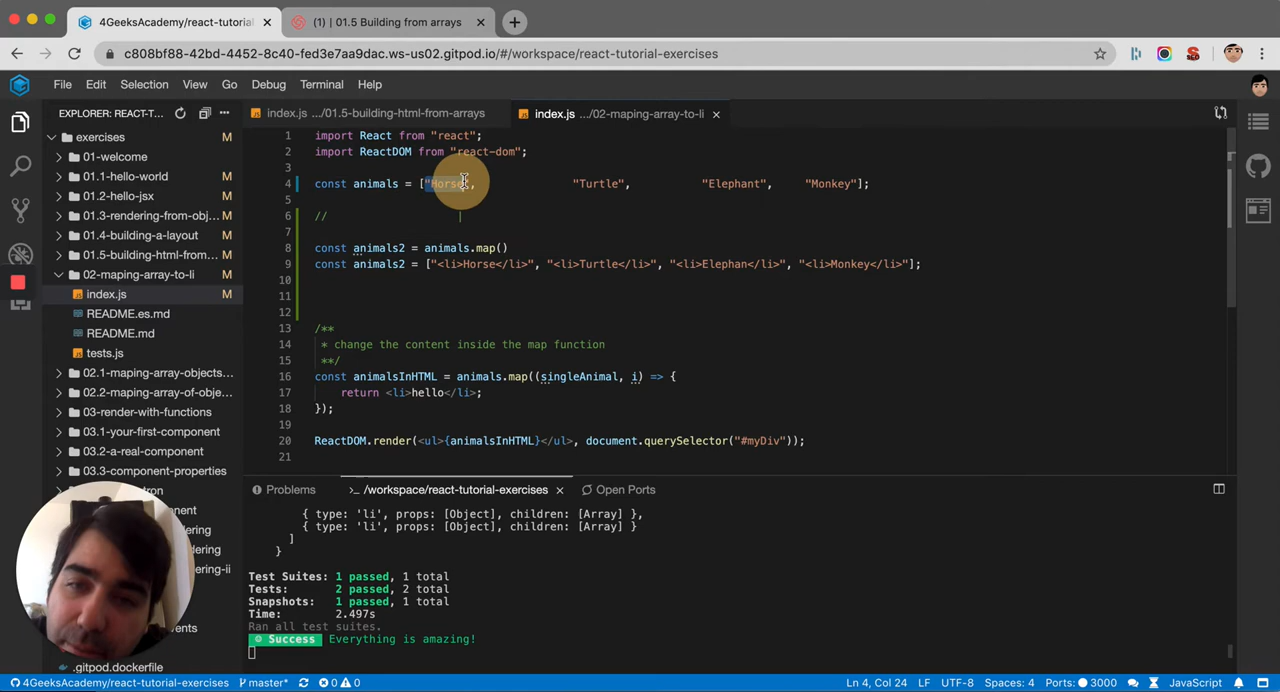 4GeeksAcademy/react-tutorial-
(1) | 01.5 Building from arrays
c808bf88-42bd-4452-8c40-fed3e7aa9dac.ws-us02.gitpod.io/#/workspace/react-tutorial-exercises
File Edit Selection View Go Debug Terminal Help
EXPLORER: REACT-T...
index.js .../01.5-building-html-from-arrays
index.js .../02-maping-array-to-li
exercises M
01-welcome
01.1-hello-world
01.2-hello-jsx
01.3-rendering-from-obj...
01.4-building-a-layout
01.5-building-html-from...
02-maping-array-to-li
index.js M
README.es.md
README.md
tests.js
02.1-maping-array-objects...
02.2-maping-array-of-obje...
03-render-with-functions
03.1-your-first-component
03.2-a-real-component
03.3-component-properties
.gitpod.dockerfile
1 import React from "react";
2 import ReactDOM from "react-dom";
3
4 const animals = ["Horse", "Turtle", "Elephant", "Monkey"];
5
6 // |
7
8 const animals2 = animals.map()
9 const animals2 = ["<li>Horse</li>", "<li>Turtle</li>", "<li>Elephan</li>", "<li>Monkey</li>"];
10
11
12
13 /**
14 * change the content inside the map function
15 **/
16 const animalsInHTML = animals.map((singleAnimal, i) => {
17 return <li>hello</li>;
18 });
19
20 ReactDOM.render(<ul>{animalsInHTML}</ul>, document.querySelector("#myDiv"));
21
Problems
>_ /workspace/react-tutorial-exercises
Open Ports
{ type: 'li', props: [Object], children: [Array] },
{ type: 'li', props: [Object], children: [Array] }
]
}
Test Suites: 1 passed, 1 total
Tests: 2 passed, 2 total
Snapshots: 1 passed, 1 total
Time: 2.497s
Ran all test suites.
Success Everything is amazing!
4GeeksAcademy/react-tutorial-exercises master* 0 0
Ln 4, Col 24 LF UTF-8 Spaces: 4 Ports: 3000 JavaScript